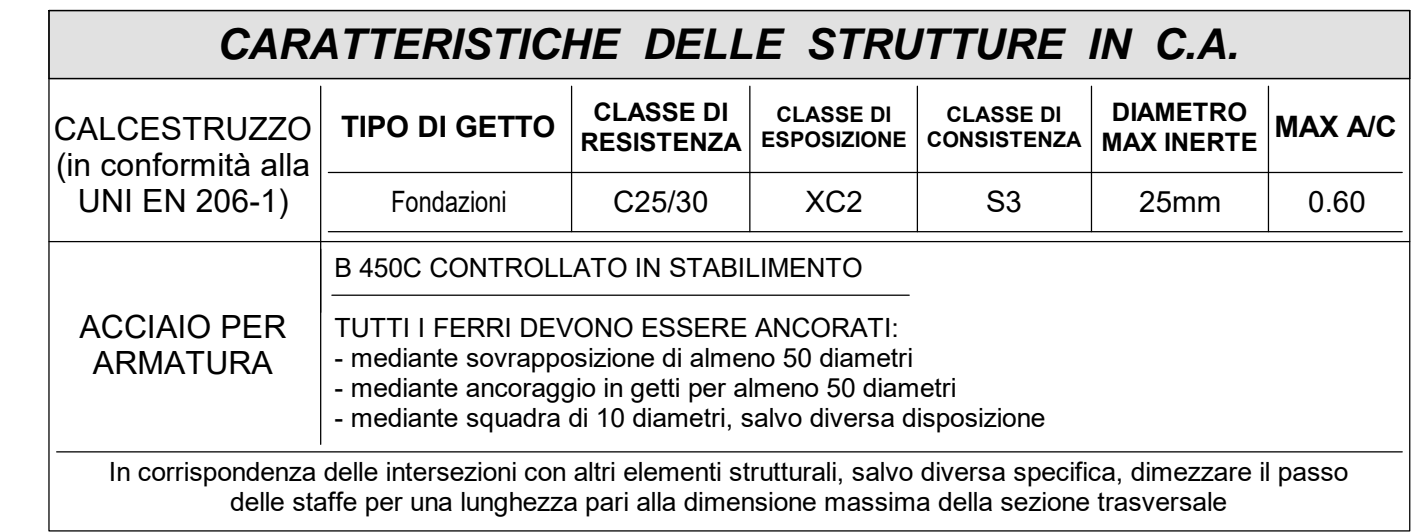 CARATTERISTICHE DELLE STRUTTURE IN C.A.
CALCESTRUZZO
(in conformità alla
UNI EN 206-1)
TIPO DI GETTO
CLASSE DI
RESISTENZA
CLASSE DI
ESPOSIZIONE
CLASSE DI
CONSISTENZA
DIAMETRO
MAX INERTE
MAX A/C
Fondazioni
C25/30
XC2
S3
25mm
0.60
ACCIAIO PER
ARMATURA
B 450C CONTROLLATO IN STABILIMENTO
TUTTI I FERRI DEVONO ESSERE ANCORATI:
- mediante sovrapposizione di almeno 50 diametri
- mediante ancoraggio in getti per almeno 50 diametri
- mediante squadra di 10 diametri, salvo diversa disposizione
In corrispondenza delle intersezioni con altri elementi strutturali, salvo diversa specifica, dimezzare il passo
delle staffe per una lunghezza pari alla dimensione massima della sezione trasversale